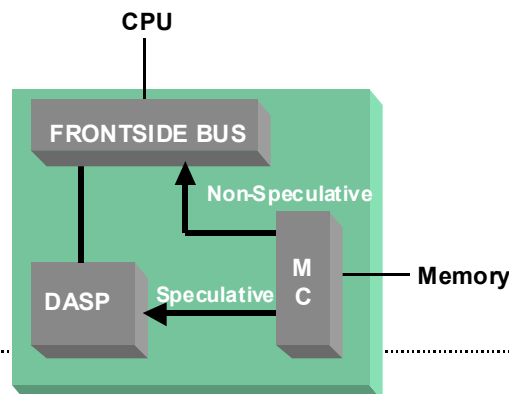 CPU
FRONTSIDE BUS
Non-Speculative
M
C
Memory
DASP
Speculative